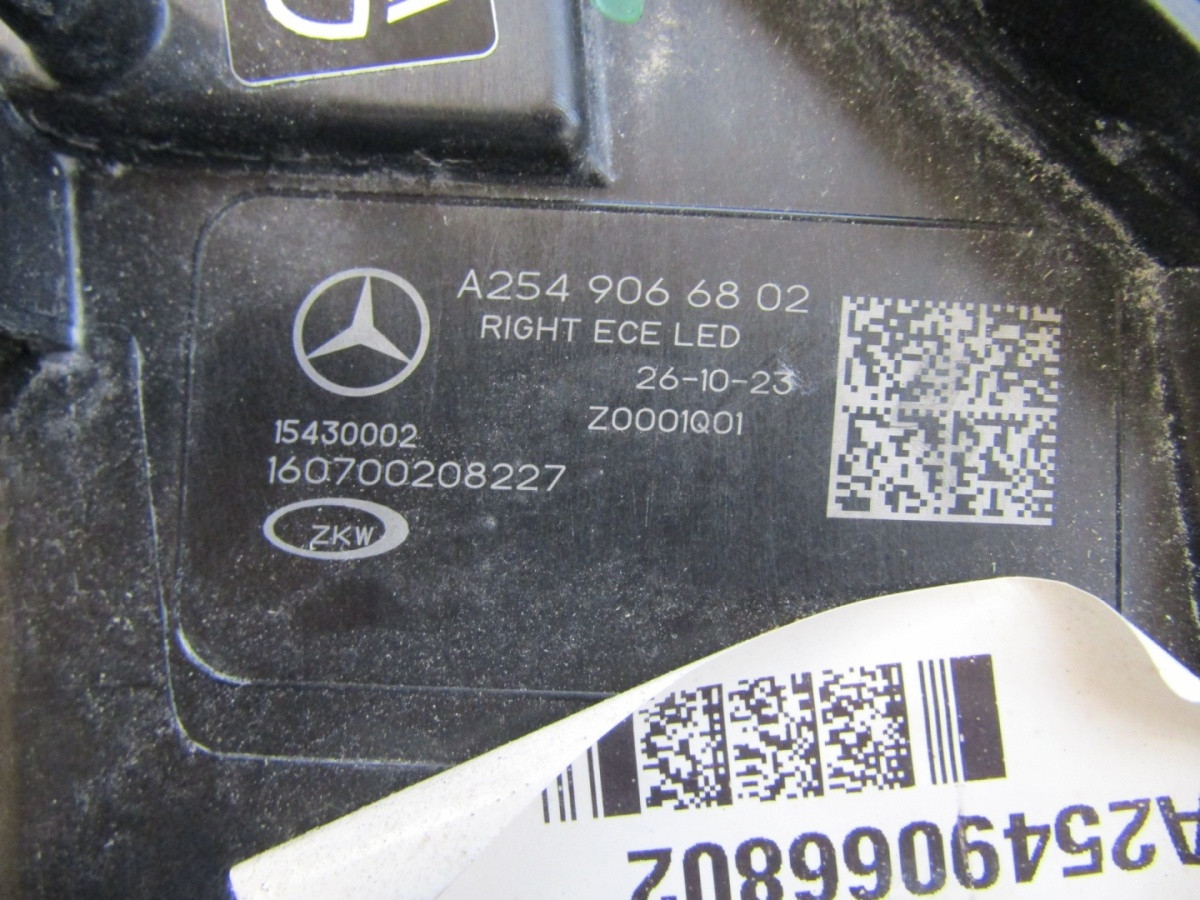 A254 906 68 02
RIGHT ECE LED
26-10-23
Z0001Q01
15430002
160700208227
ZKW
A2549066802